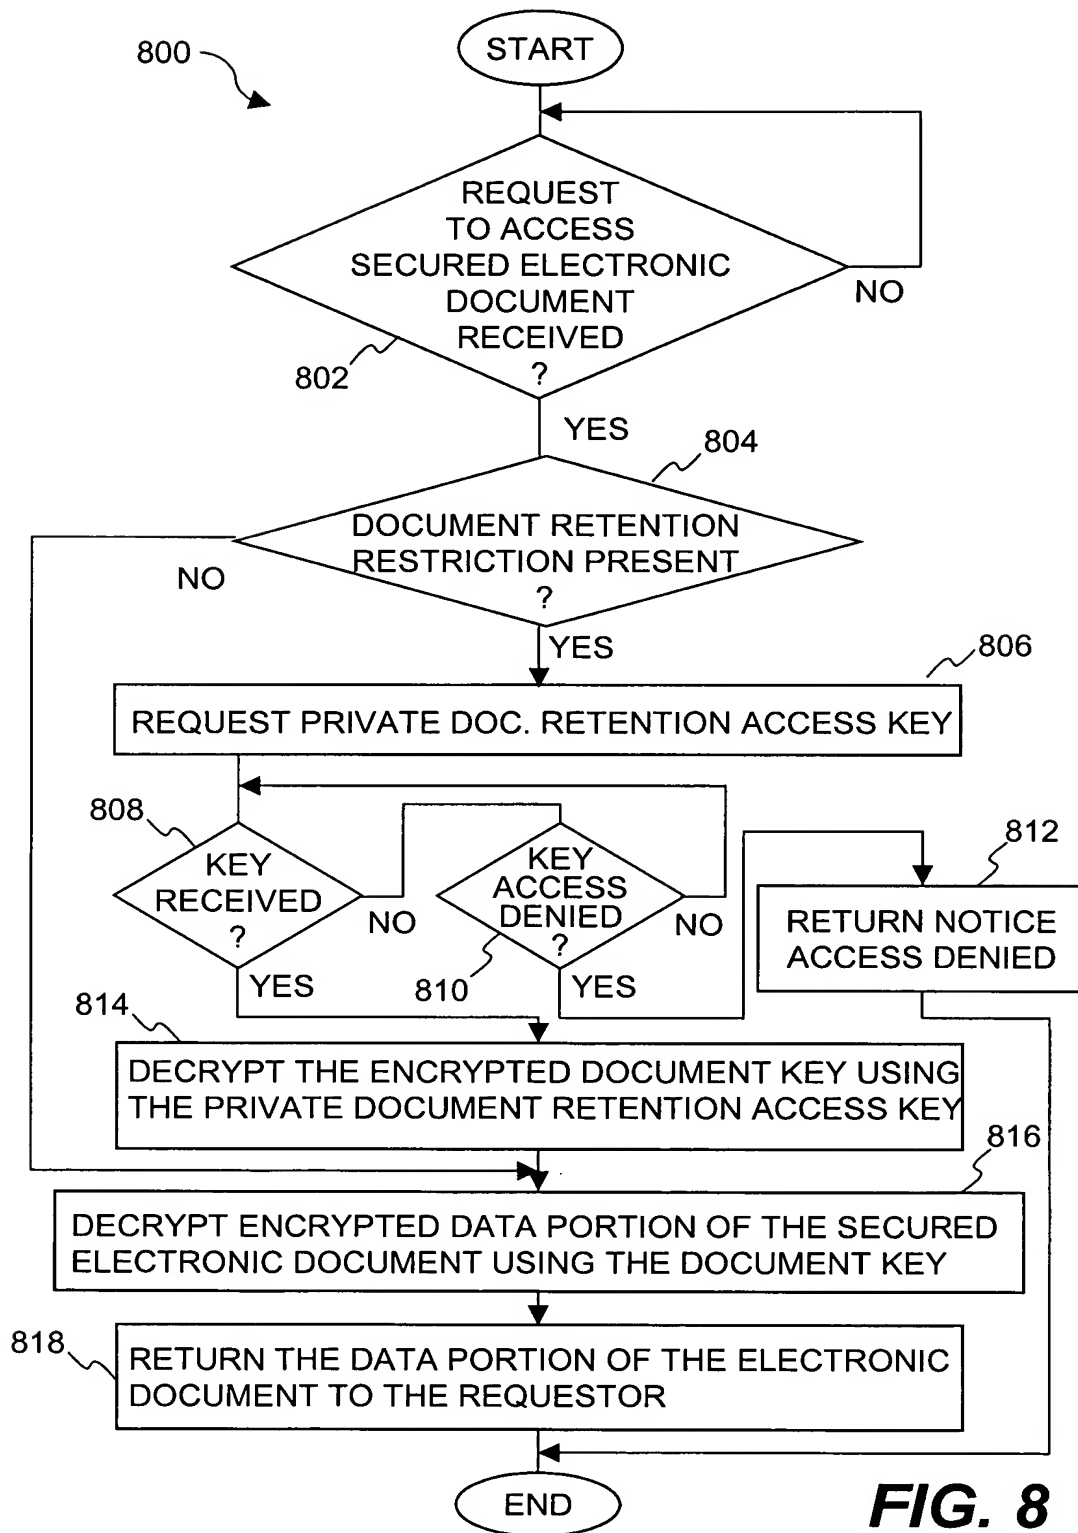 800
START
REQUEST
TO ACCESS
SECURED ELECTRONIC
DOCUMENT
RECEIVED
?
NO
802
YES
804
DOCUMENT RETENTION
RESTRICTION PRESENT
?
NO
YES
806
REQUEST PRIVATE DOC. RETENTION ACCESS KEY
808
KEY
RECEIVED
?
NO
YES
KEY
ACCESS
DENIED
?
NO
810
YES
812
RETURN NOTICE
ACCESS DENIED
814
DECRYPT THE ENCRYPTED DOCUMENT KEY USING
THE PRIVATE DOCUMENT RETENTION ACCESS KEY
816
DECRYPT ENCRYPTED DATA PORTION OF THE SECURED
ELECTRONIC DOCUMENT USING THE DOCUMENT KEY
818
RETURN THE DATA PORTION OF THE ELECTRONIC
DOCUMENT TO THE REQUESTOR
END
FIG. 8